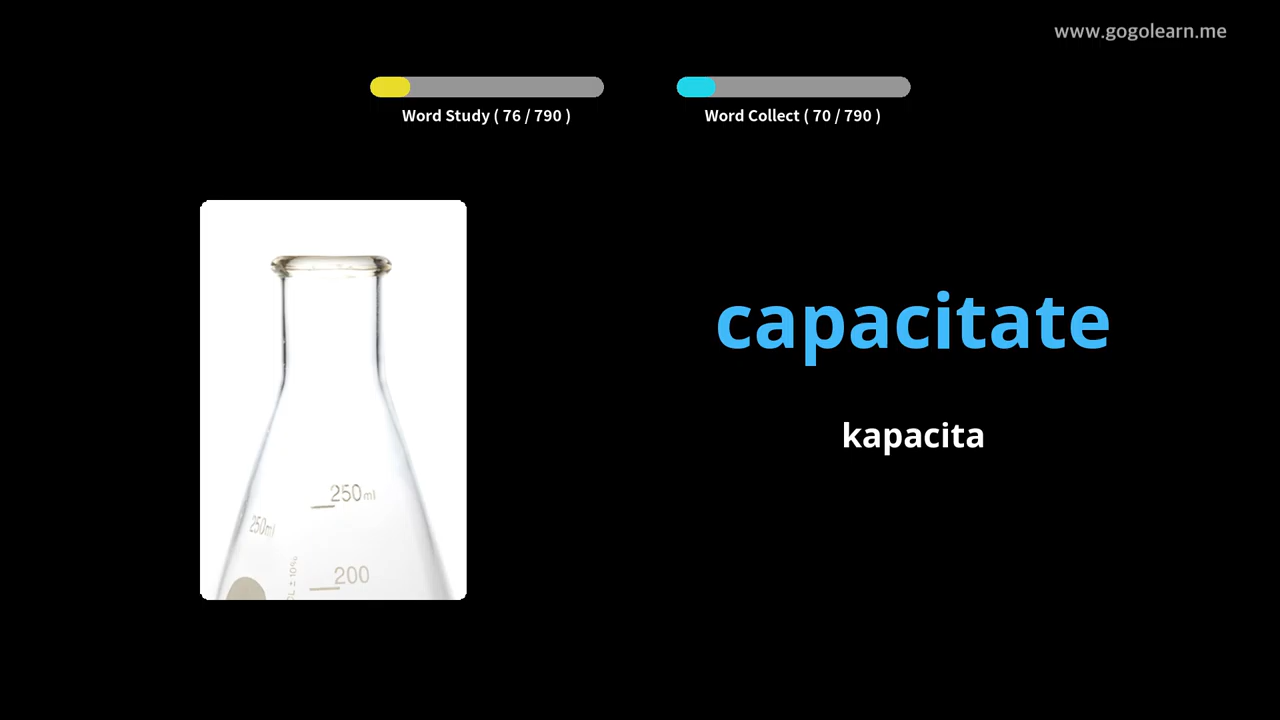 www.gogolearn.me
Word Study ( 76 / 790 )
Word Collect ( 70 / 790 )
capacitate
kapacita
250ml
250ml
200